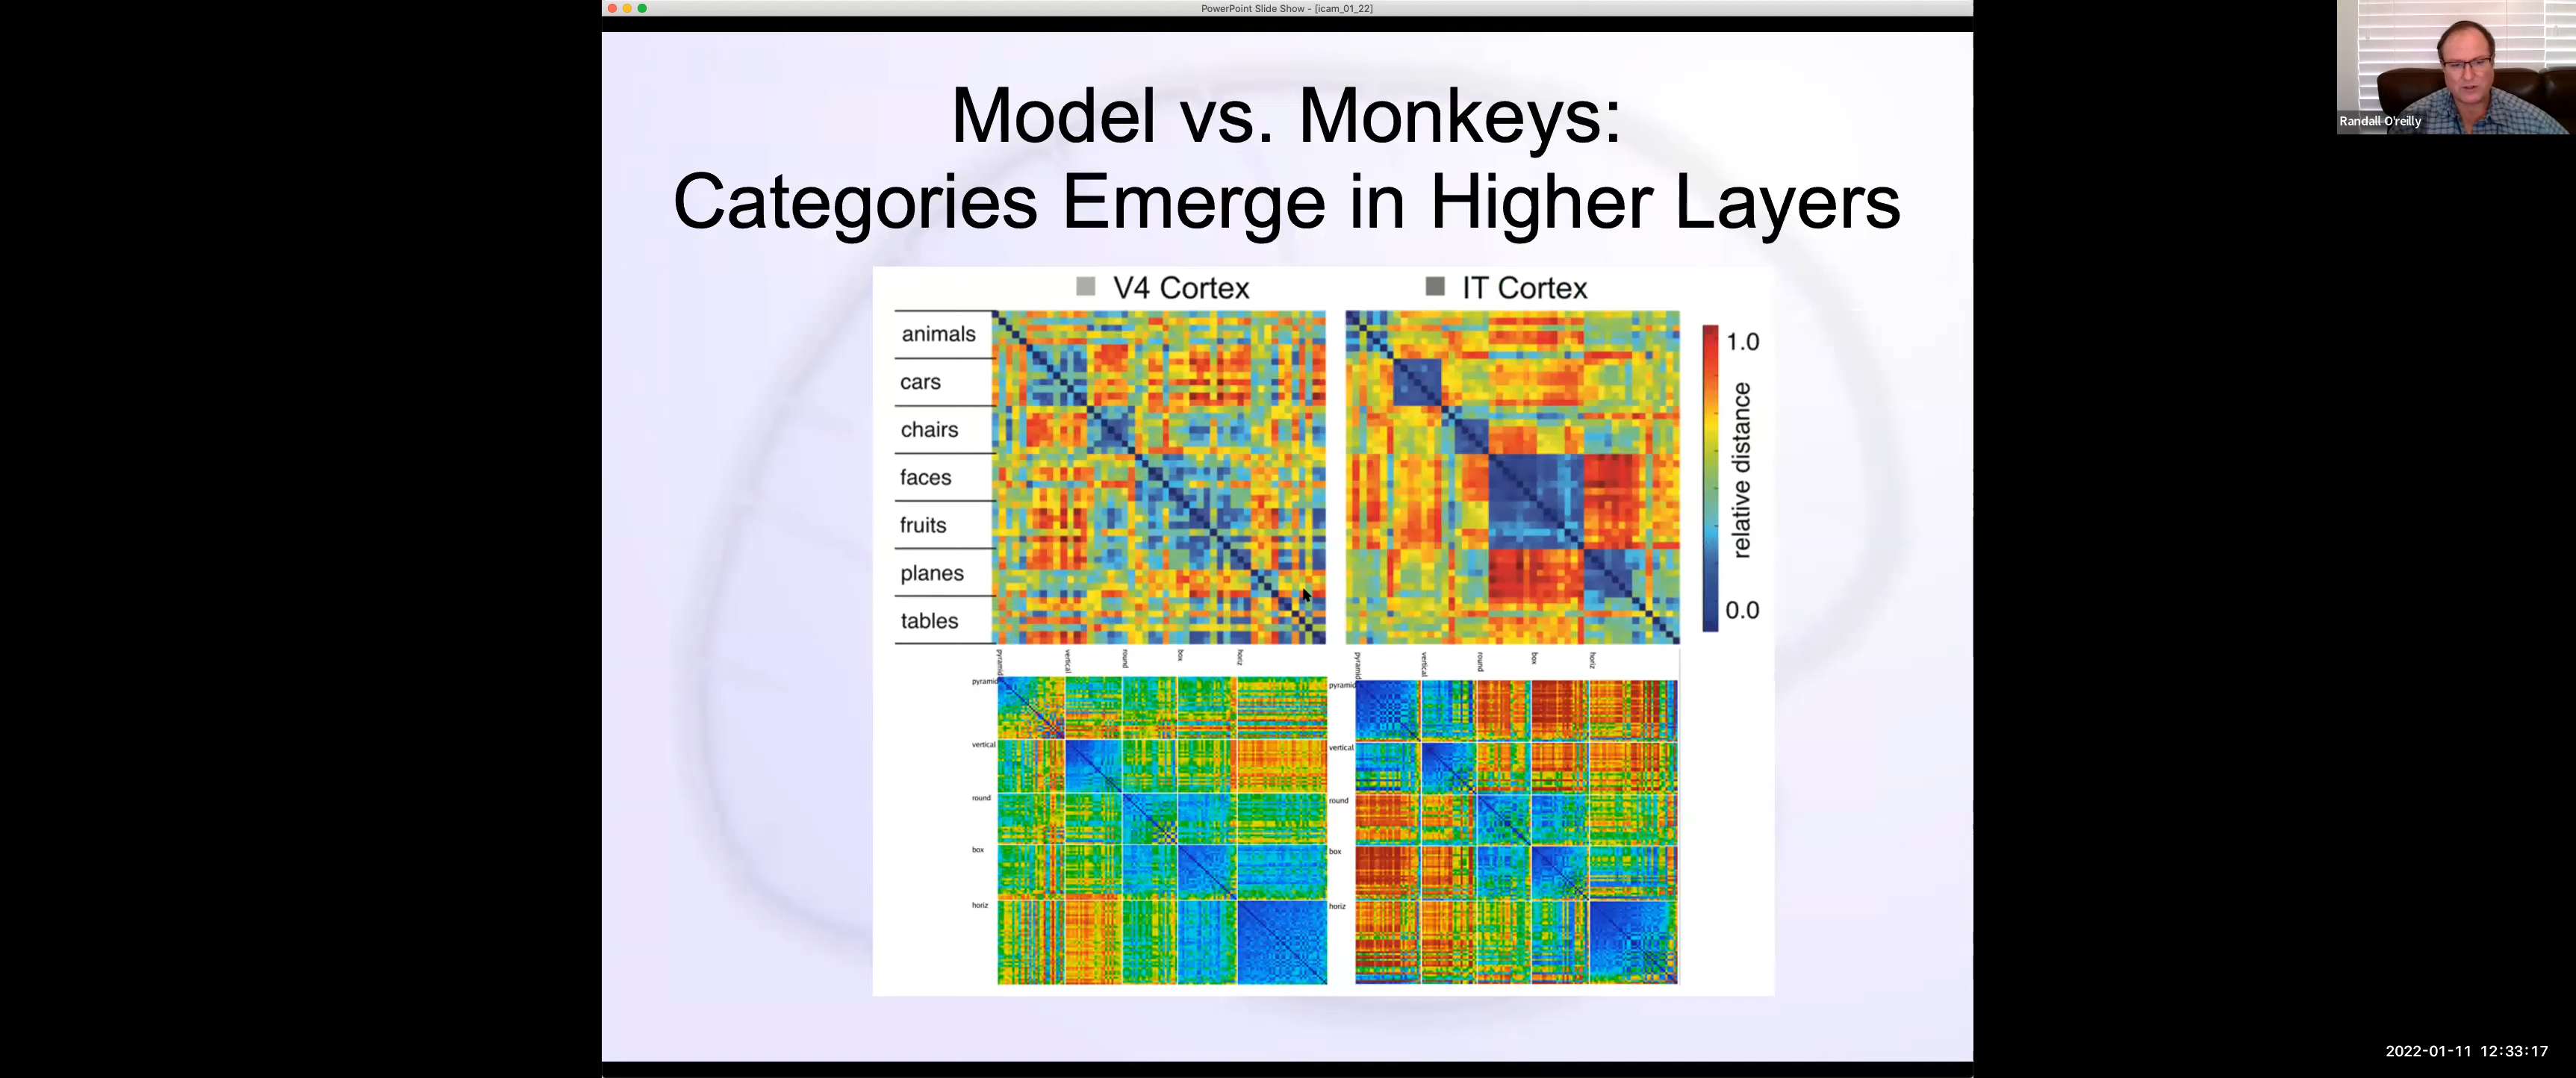 PowerPoint Slide Show - [icam_01_22]
Randall O'reilly
Model vs. Monkeys:
Categories Emerge in Higher Layers
V4 Cortex
IT Cortex
animals
cars
chairs
faces
fruits
planes
tables
1.0
relative distance
0.0
pyramid vertical round box horiz
pyramid
vertical
round
box
horiz
pyramid vertical round box horiz
pyramid
vertical
round
box
horiz
2022-01-11 12:33:17